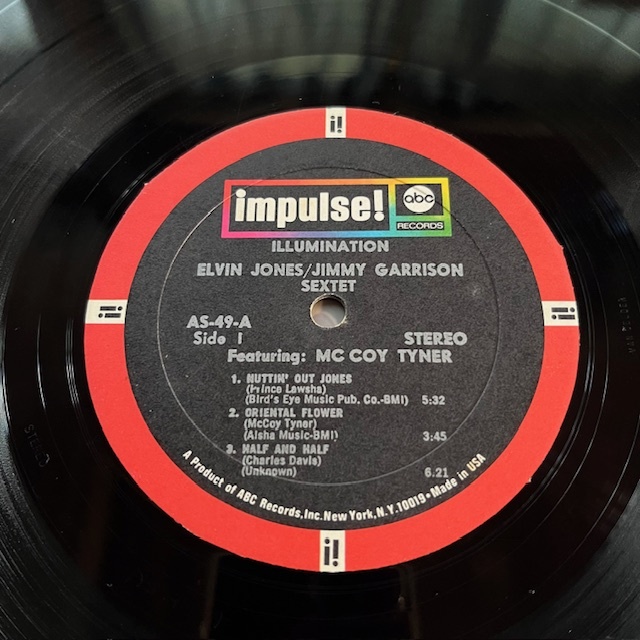 i!
impulse!
abc
RECORDS
ILLUMINATION
ELVIN JONES/JIMMY GARRISON
SEXTET
AS-49-A
STEREO
Side 1
Featuring: MC COY TYNER
1. NUTTIN' OUT JONES
(Prince Lawsha)
(Bird's Eye Music Pub. Co.-BMI) 5:32
2. ORIENTAL FLOWER
(McCoy Tyner)
(Aisha Music-BMI) 3:45
3. HALF AND HALF
(Charles Davis)
(Unknown) 6.21
A Product of ABC Records, Inc. New York, N.Y. 10019 • Made in USA
i!
i!
i!